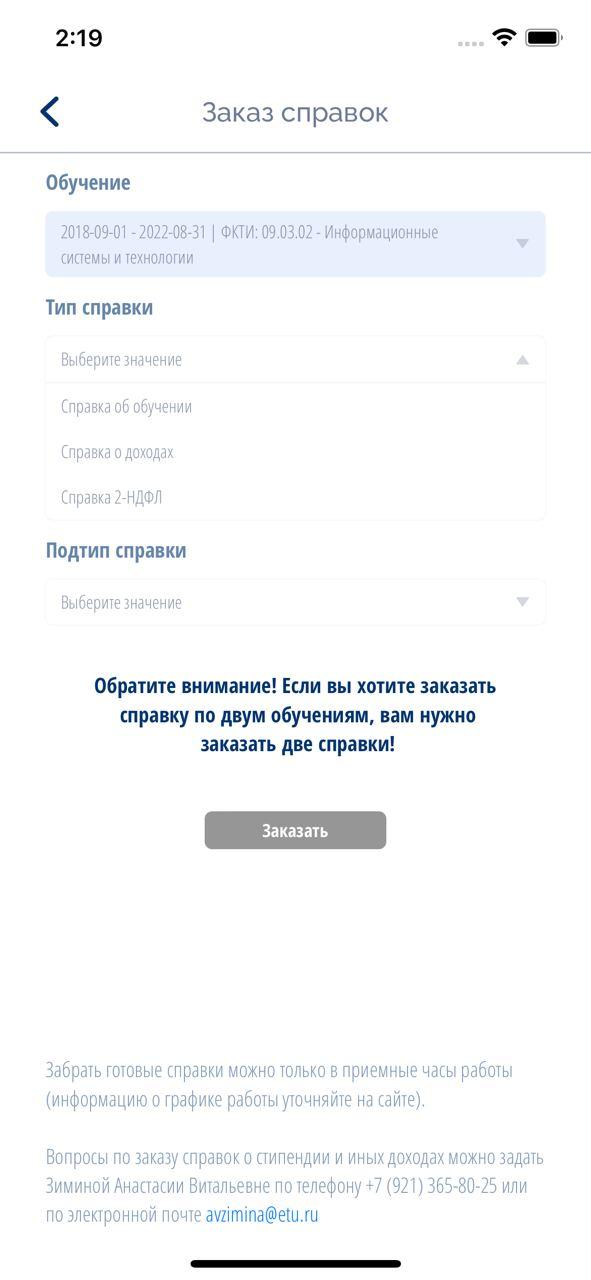 2:19
Заказ справок
Обучение
2018-09-01 - 2022-08-31 | ФКТИ: 09.03.02 - Информационные
системы и технологии
Тип справки
Выберите значение
Справка об обучении
Справка о доходах
Справка 2-НДФЛ
Подтип справки
Выберите значение
Обратите внимание! Если вы хотите заказать
справку по двум обучениям, вам нужно
заказать две справки!
Заказать
Забрать готовые справки можно только в приемные часы работы
(информацию о графике работы уточняйте на сайте).
Вопросы по заказу справок о стипендии и иных доходах можно задать
Зиминой Анастасии Витальевне по телефону +7 (921) 365-80-25 или
по электронной почте avzimina@etu.ru